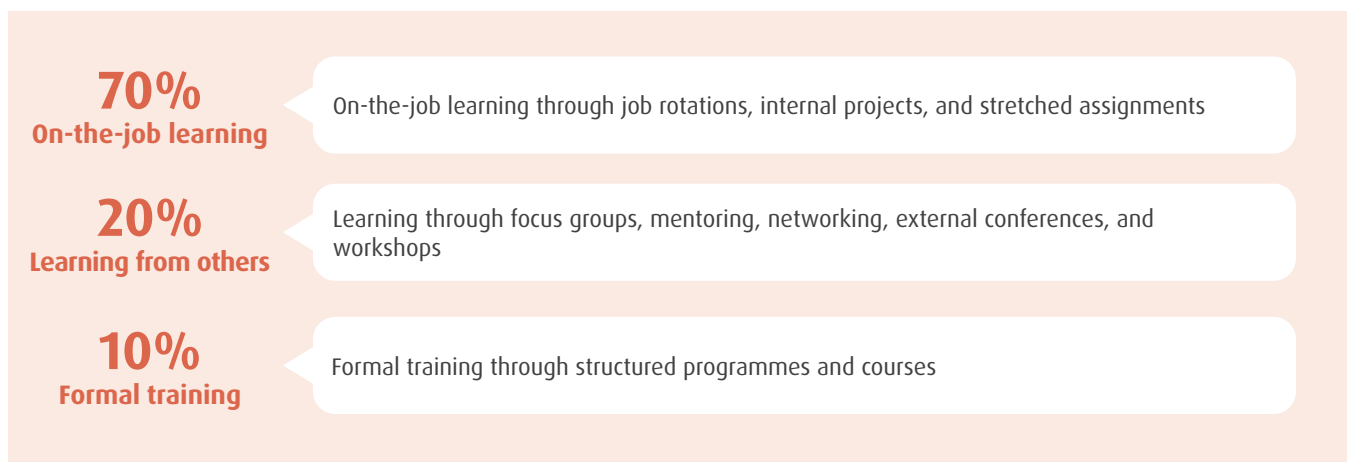 70%
On-the-job learning
On-the-job learning through job rotations, internal projects, and stretched assignments
20%
Learning from others
Learning through focus groups, mentoring, networking, external conferences, and
workshops
10%
Formal training
Formal training through structured programmes and courses